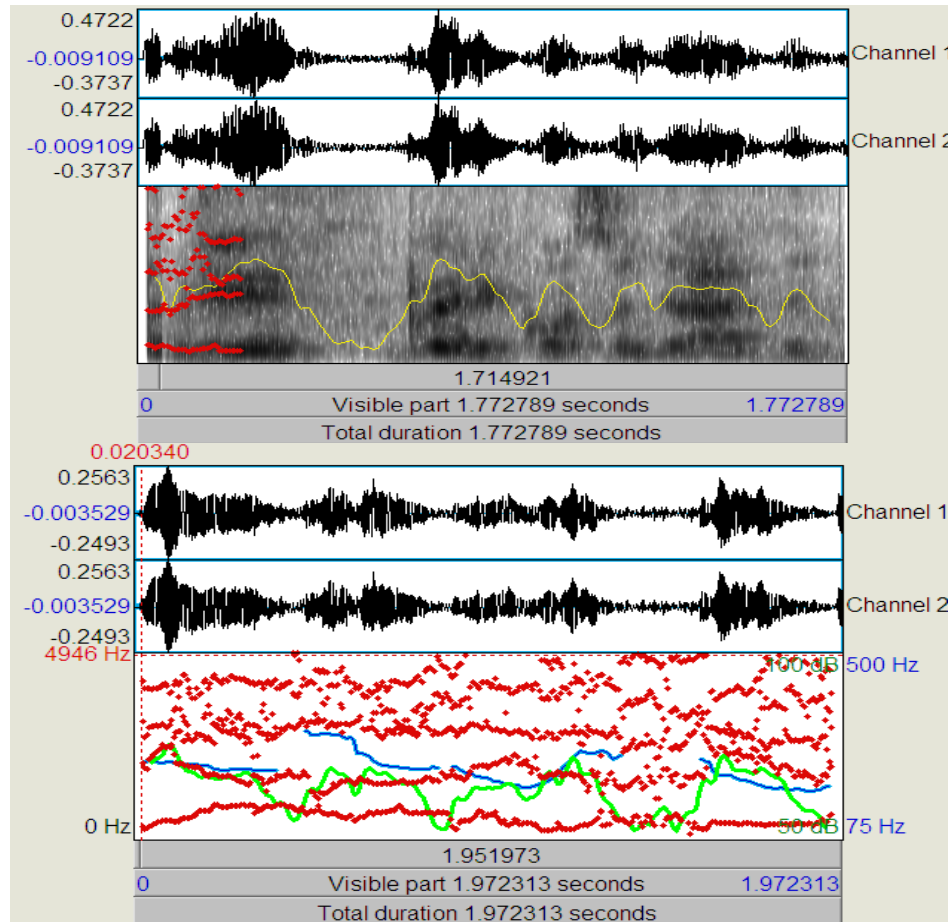 0.4722
-0.009109
-0.3737
Channel 1
0.4722
-0.009109
-0.3737
Channel 2
1.714921
0 Visible part 1.772789 seconds 1.772789
Total duration 1.772789 seconds
0.020340
0.2563
-0.003529
-0.2493
Channel 1
0.2563
-0.003529
-0.2493
Channel 2
4946 Hz 100 dB 500 Hz
0 Hz 50 dB 75 Hz
1.951973
0 Visible part 1.972313 seconds 1.972313
Total duration 1.972313 seconds